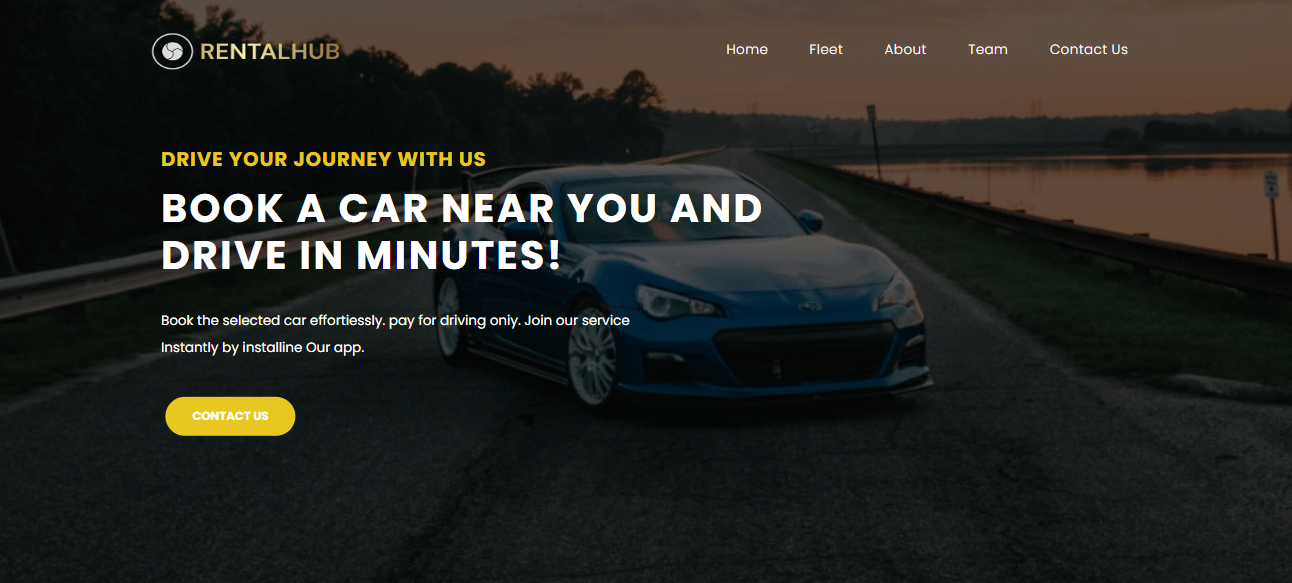 RENTALHUB
Home Fleet About Team Contact Us
DRIVE YOUR JOURNEY WITH US
BOOK A CAR NEAR YOU AND
DRIVE IN MINUTES!
Book the selected car effortiessly. pay for driving oniy. Join our service
Instantly by installine Our app.
CONTACT US